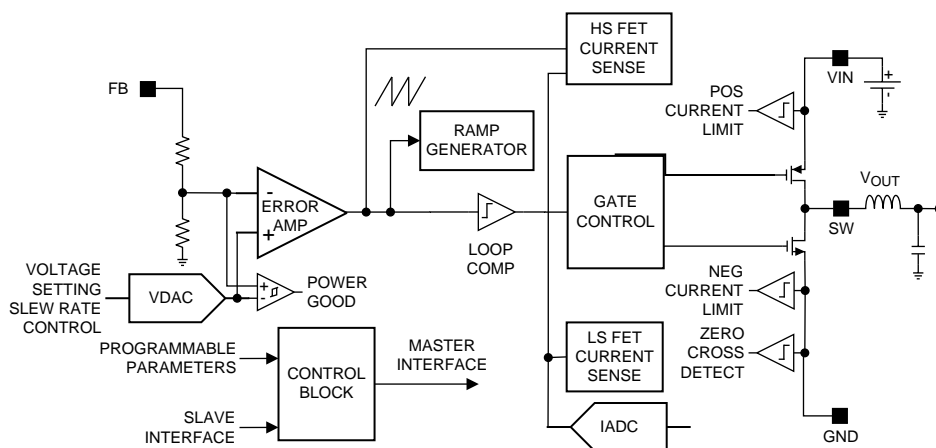 HS FET
CURRENT
SENSE
VIN
+
-
FB
POS
CURRENT
LIMIT
RAMP
GENERATOR
-
ERROR
AMP
+
GATE
CONTROL
VOUT
SW
LOOP
COMP
VOLTAGE
SETTING
SLEW RATE
CONTROL
VDAC
+
-
POWER
GOOD
NEG
CURRENT
LIMIT
PROGRAMMABLE
PARAMETERS
CONTROL
BLOCK
MASTER
INTERFACE
LS FET
CURRENT
SENSE
ZERO
CROSS
DETECT
SLAVE
INTERFACE
IADC
GND